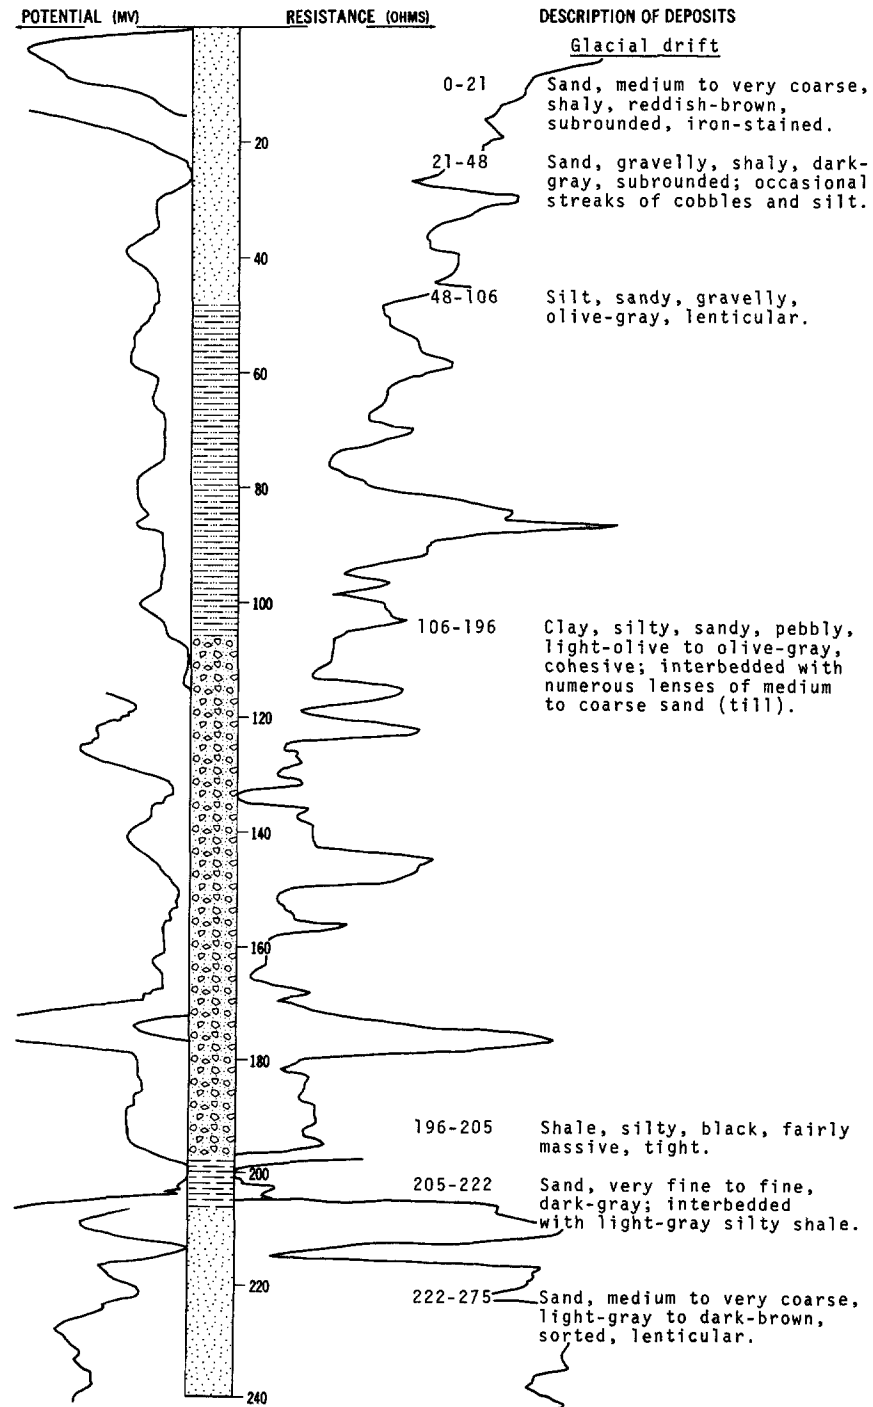 POTENTIAL (MV) RESISTANCE (OHMS) DESCRIPTION OF DEPOSITS
Glacial drift
0-21 Sand, medium to very coarse,
shaly, reddish-brown,
subrounded, iron-stained.
20
21-48 Sand, gravelly, shaly, dark-
gray, subrounded; occasional
streaks of cobbles and silt.
40
48-106 Silt, sandy, gravelly,
olive-gray, lenticular.
60
80
100
106-196 Clay, silty, sandy, pebbly,
light-olive to olive-gray,
cohesive; interbedded with
numerous lenses of medium
to coarse sand (till).
120
140
160
180
196-205 Shale, silty, black, fairly
massive, tight.
200
205-222 Sand, very fine to fine,
dark-gray; interbedded
with light-gray silty shale.
220
222-275 Sand, medium to very coarse,
light-gray to dark-brown,
sorted, lenticular.
240